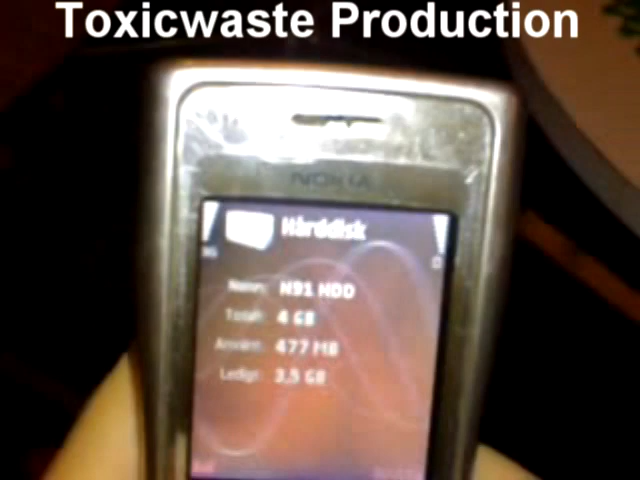 Toxicwaste Production
NOKIA
Hårddisk
Namn: N91 HDD
Totalt: 4 GB
Använt: 477 MB
Ledigt: 3,5 GB